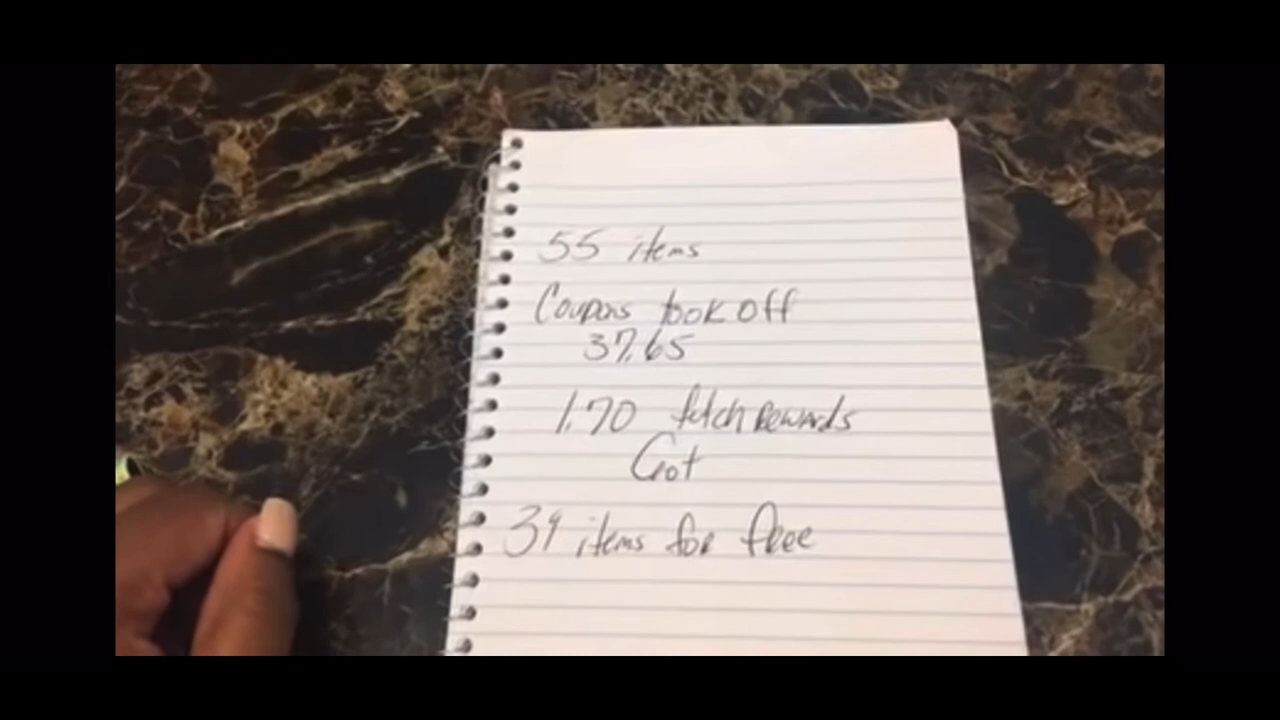 55 items
Coupons took off
37.65
1.70 fetch Rewards
Got
39 items for free